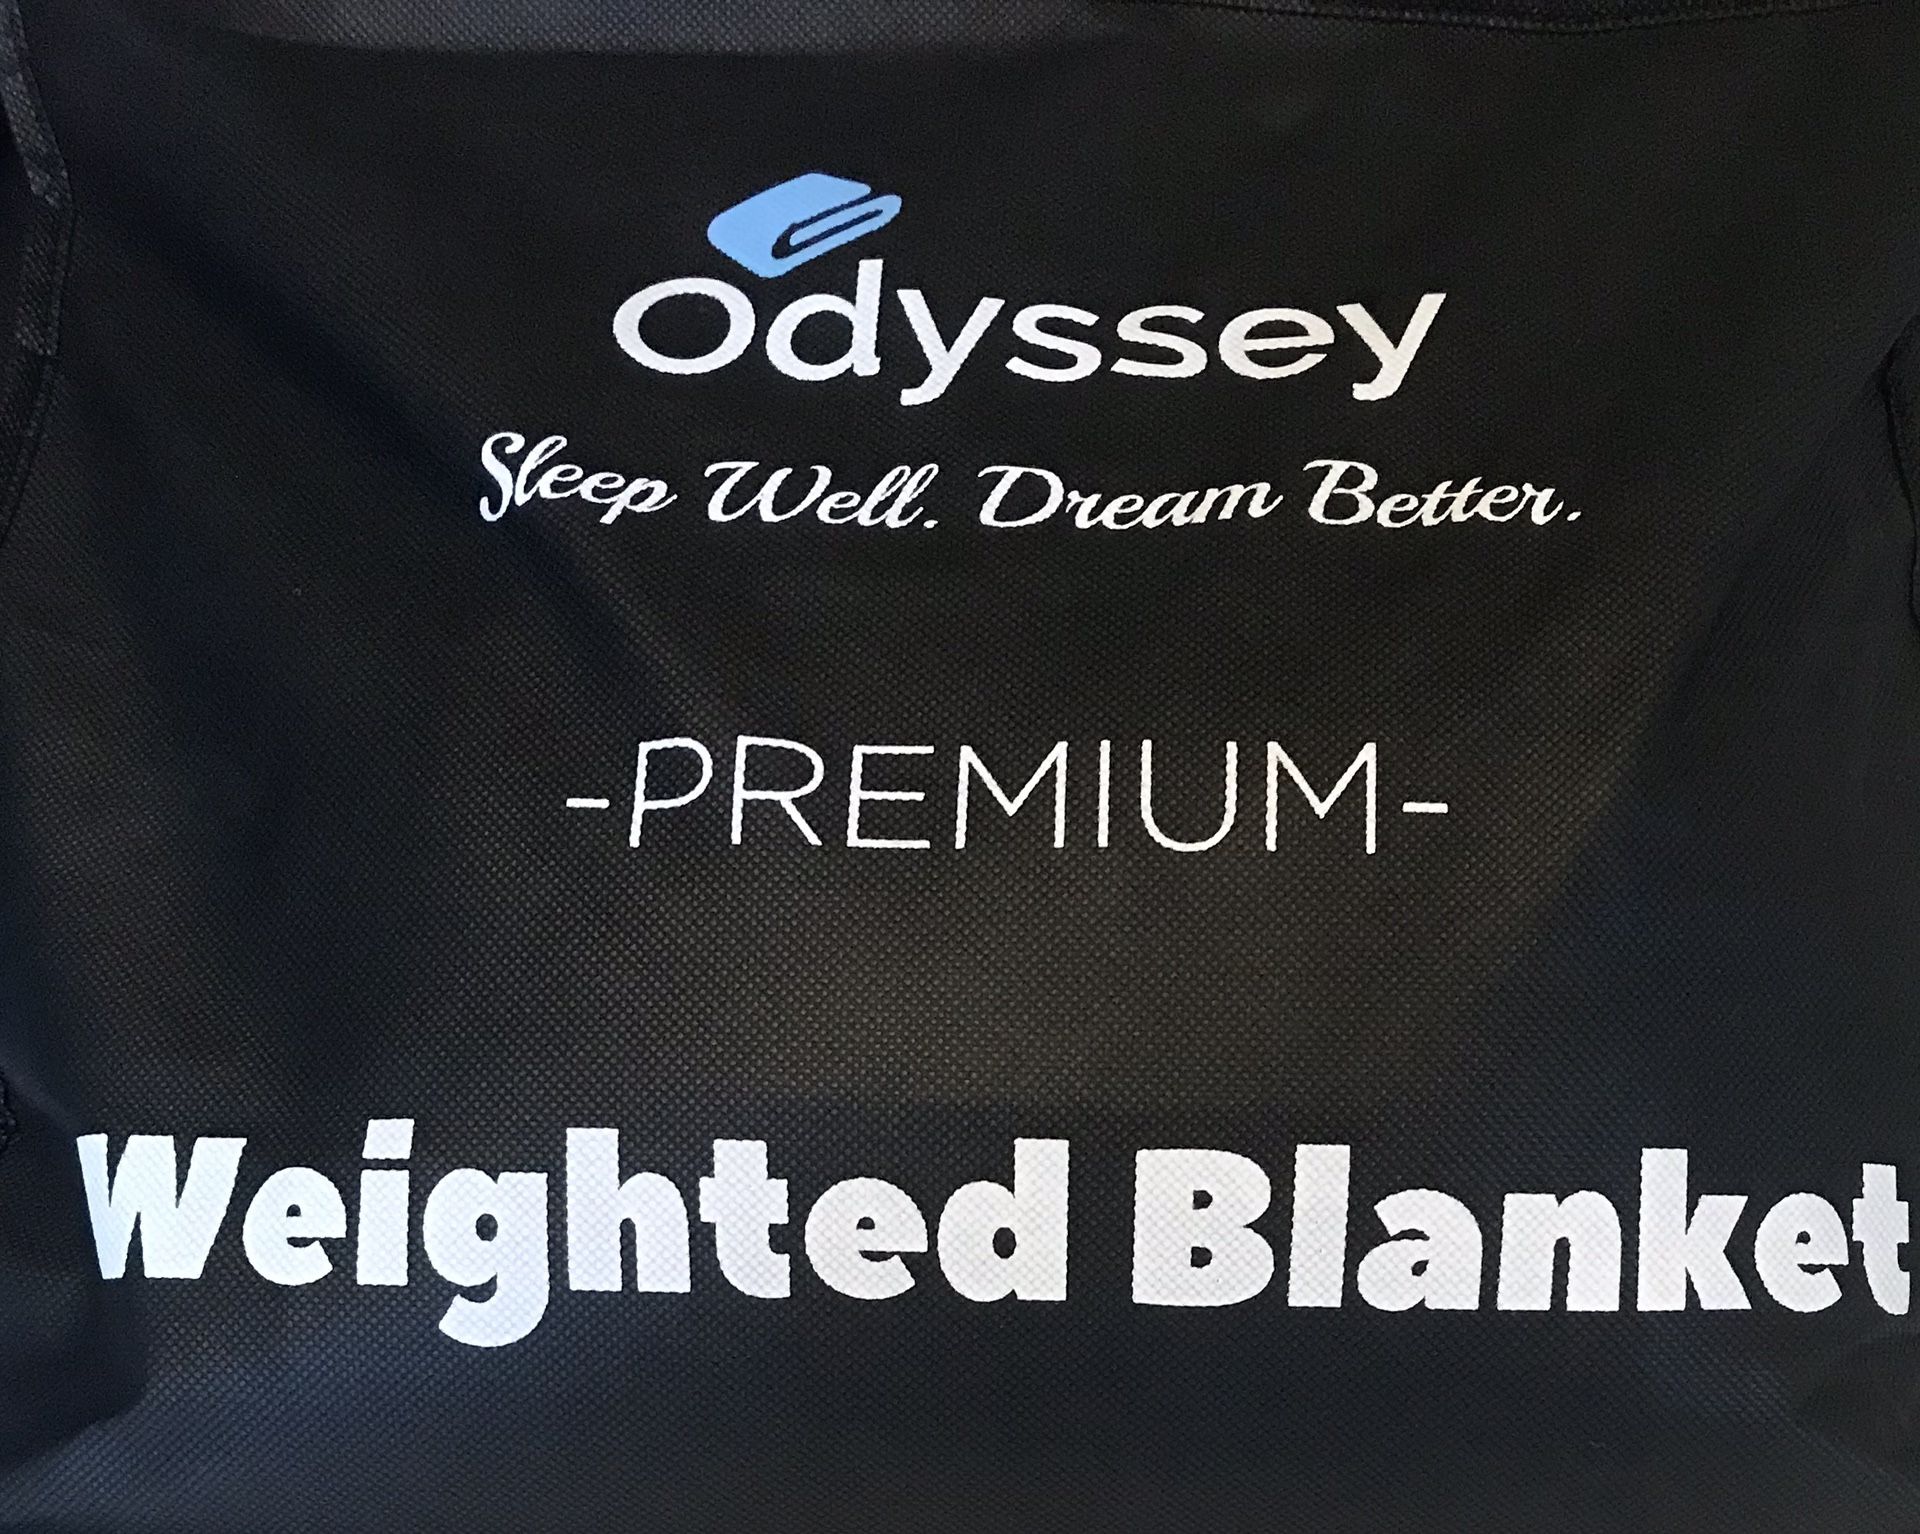 Odyssey
Sleep Well. Dream Better.
-PREMIUM-
Weighted Blanket